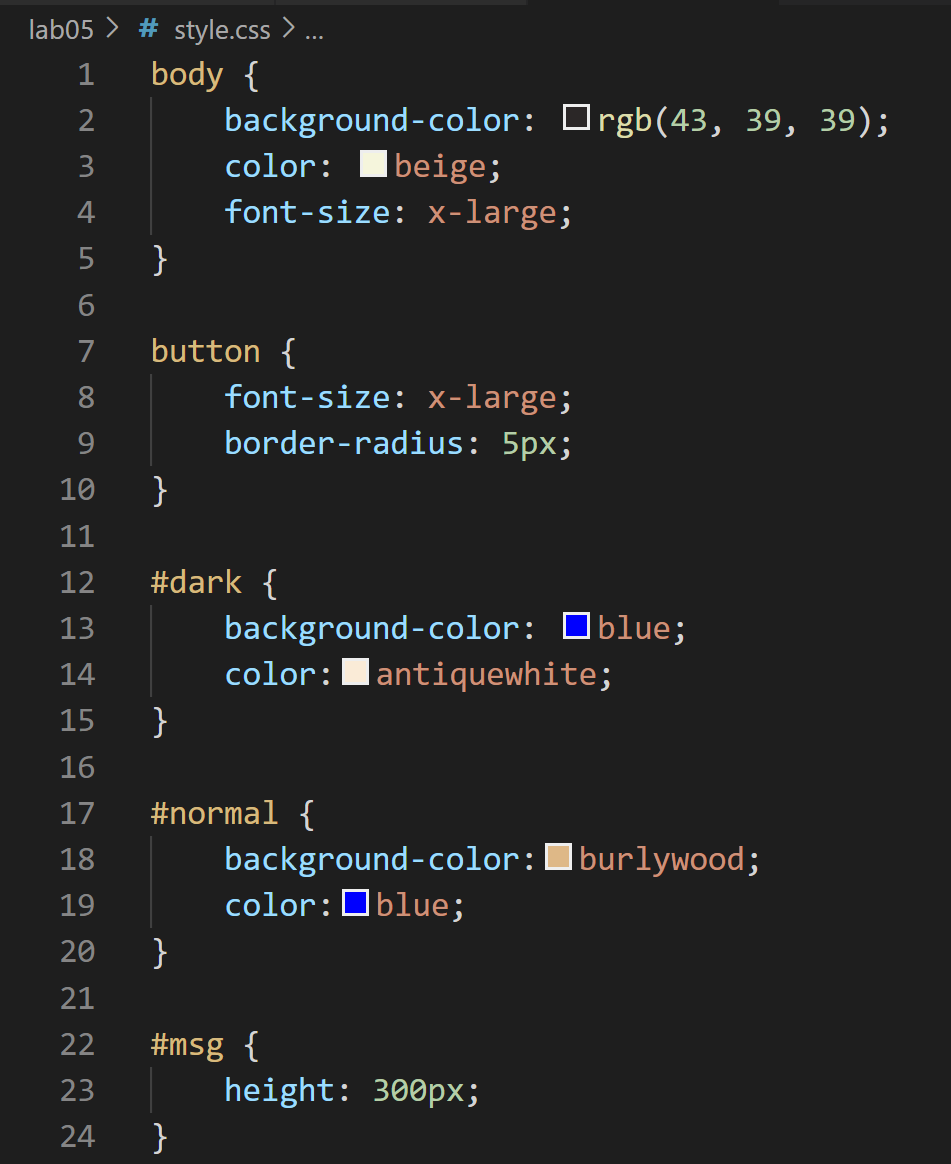 lab05 > # style.css > ...
1 body {
2     background-color: rgb(43, 39, 39);
3     color: beige;
4     font-size: x-large;
5 }
6
7 button {
8     font-size: x-large;
9     border-radius: 5px;
10 }
11
12 #dark {
13     background-color: blue;
14     color:antiquewhite;
15 }
16
17 #normal {
18     background-color:burlywood;
19     color:blue;
20 }
21
22 #msg {
23     height: 300px;
24 }